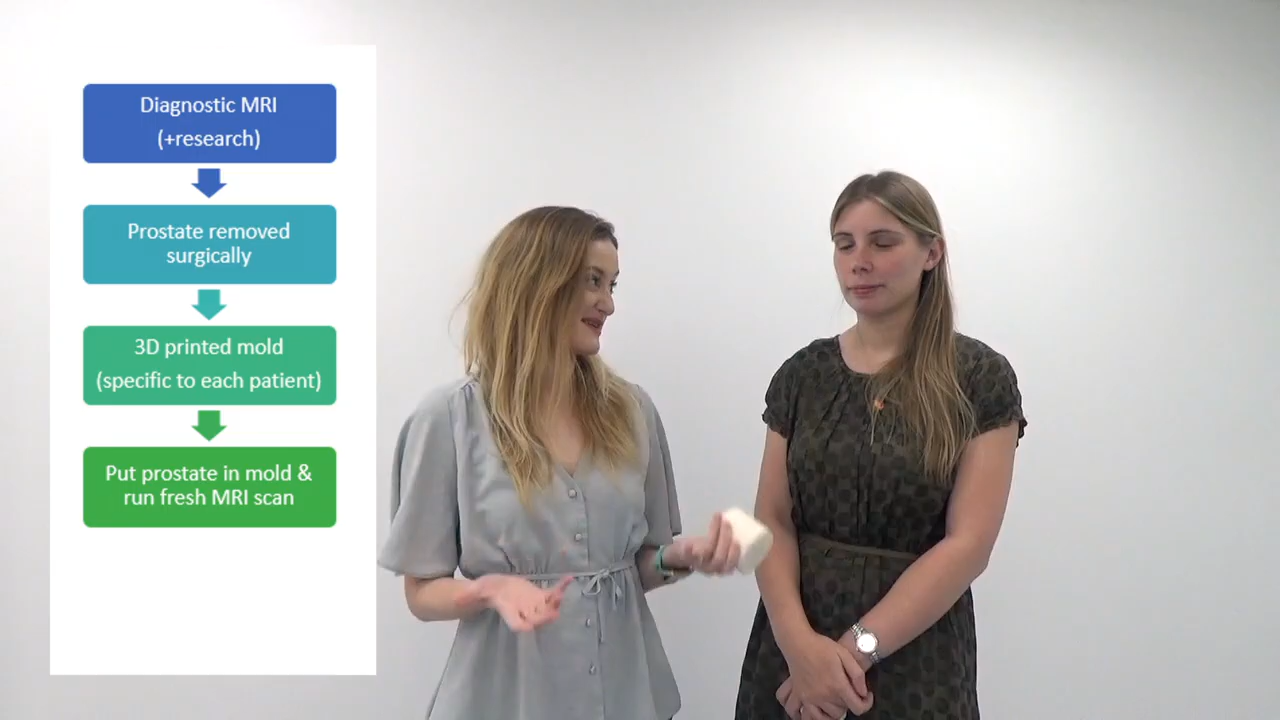 Diagnostic MRI
(+research)
Prostate removed
surgically
3D printed mold
(specific to each patient)
Put prostate in mold &
run fresh MRI scan